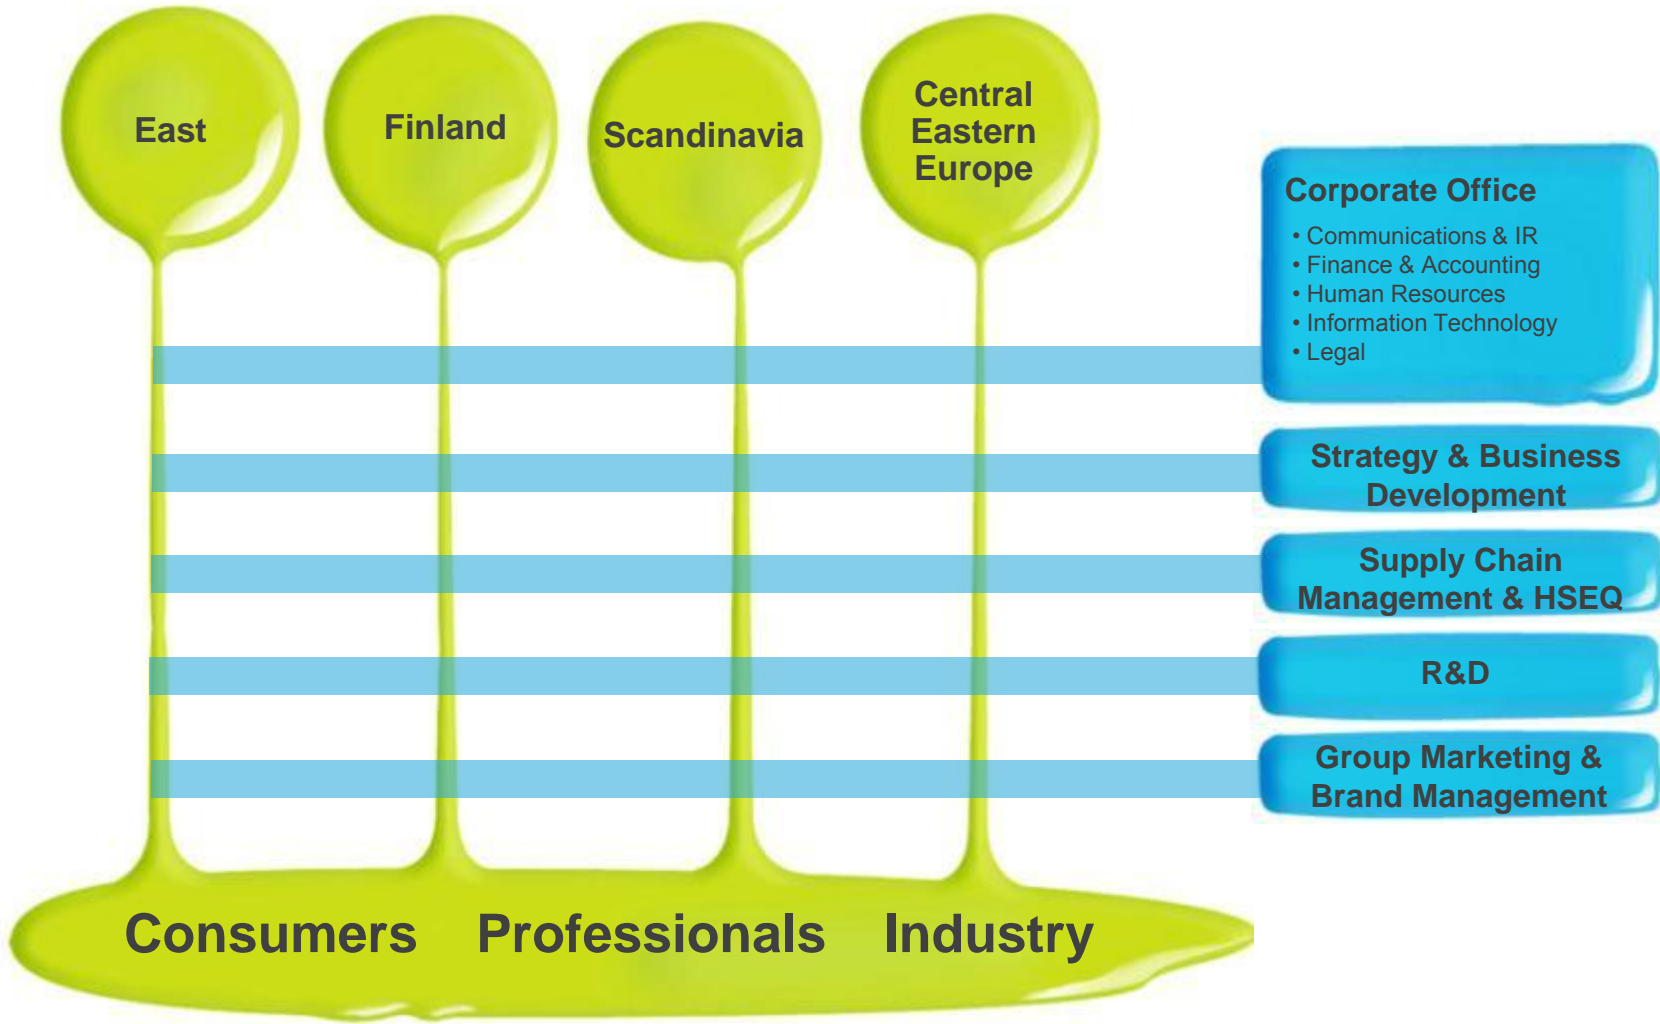 East
Finland
Scandinavia
Central
Eastern
Europe
Corporate Office
• Communications & IR
• Finance & Accounting
• Human Resources
• Information Technology
• Legal
Strategy & Business
Development
Supply Chain
Management & HSEQ
R&D
Group Marketing &
Brand Management
Consumers Professionals Industry